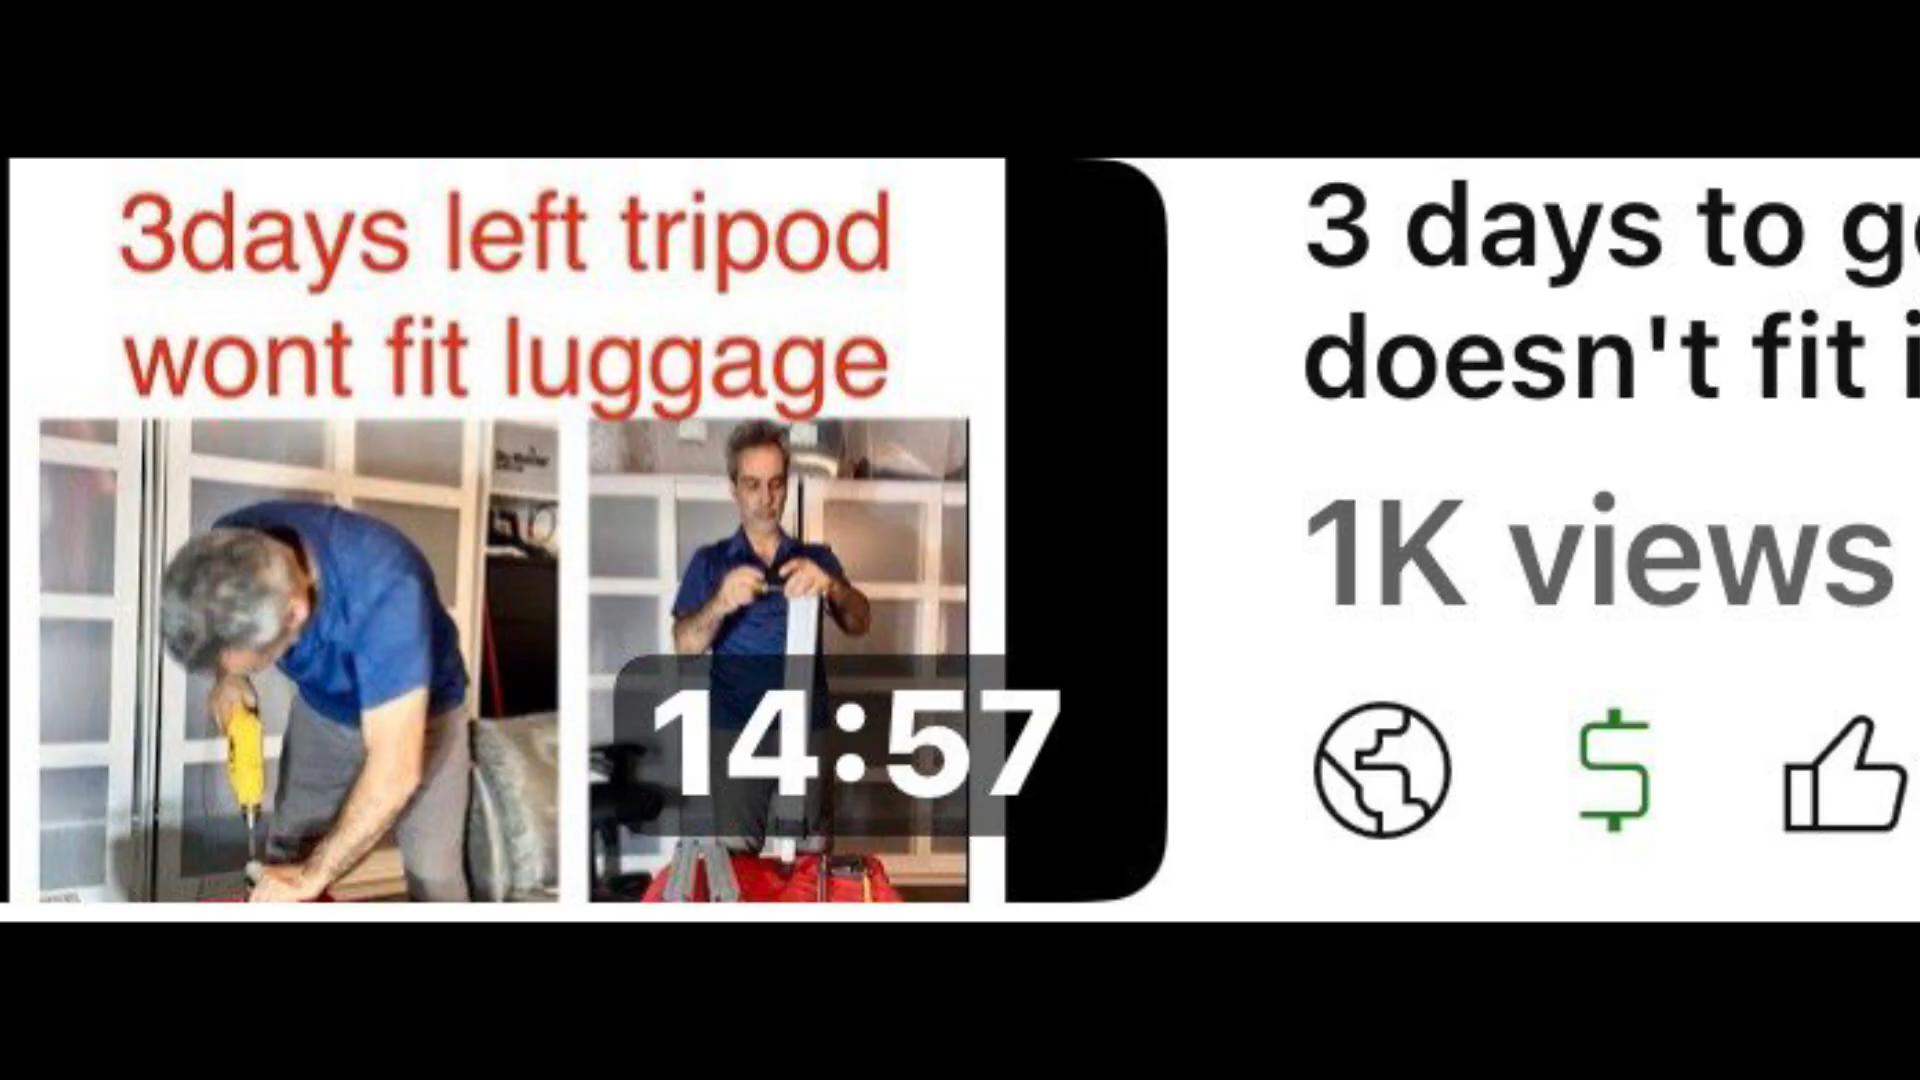 3days left tripod
wont fit luggage
14:57
3 days to g
doesn't fit i
1K views